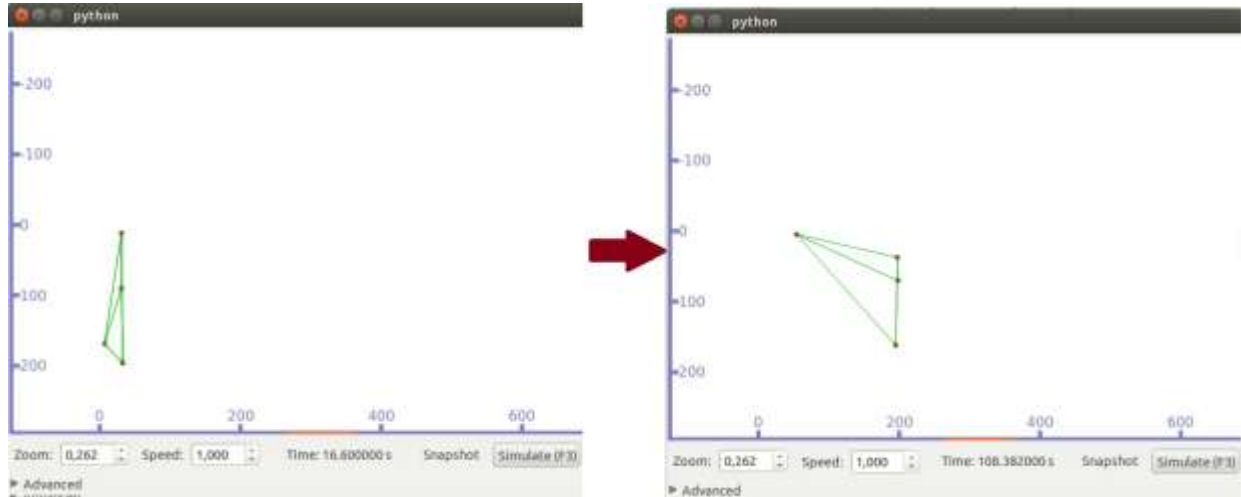 python
-200
-100
0
100
200
0 200 400 600
Zoom: 0,262 Speed: 1,000 Time: 16.600000 s Snapshot Simulate (F3)
Advanced
python
-200
-100
0
100
200
0 200 400 600
Zoom: 0,262 Speed: 1,000 Time: 108.382000 s Snapshot Simulate (F3)
Advanced